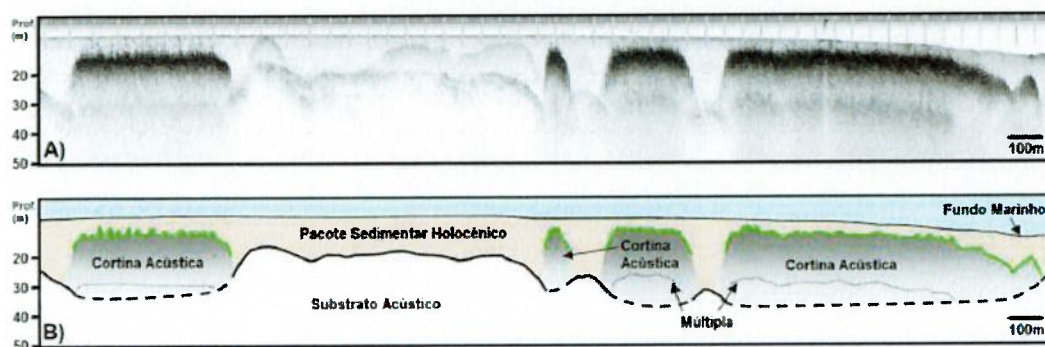 Prof
(m)
20
30
40
50
A)
100m
Prof
(m)
10
20
30
40
50
B)
Fundo Marinho
Pacote Sedimentar Holocênico
Cortina Acústica
Cortina
Acústica
Cortina Acústica
Substrato Acústico
Múltipla
100m